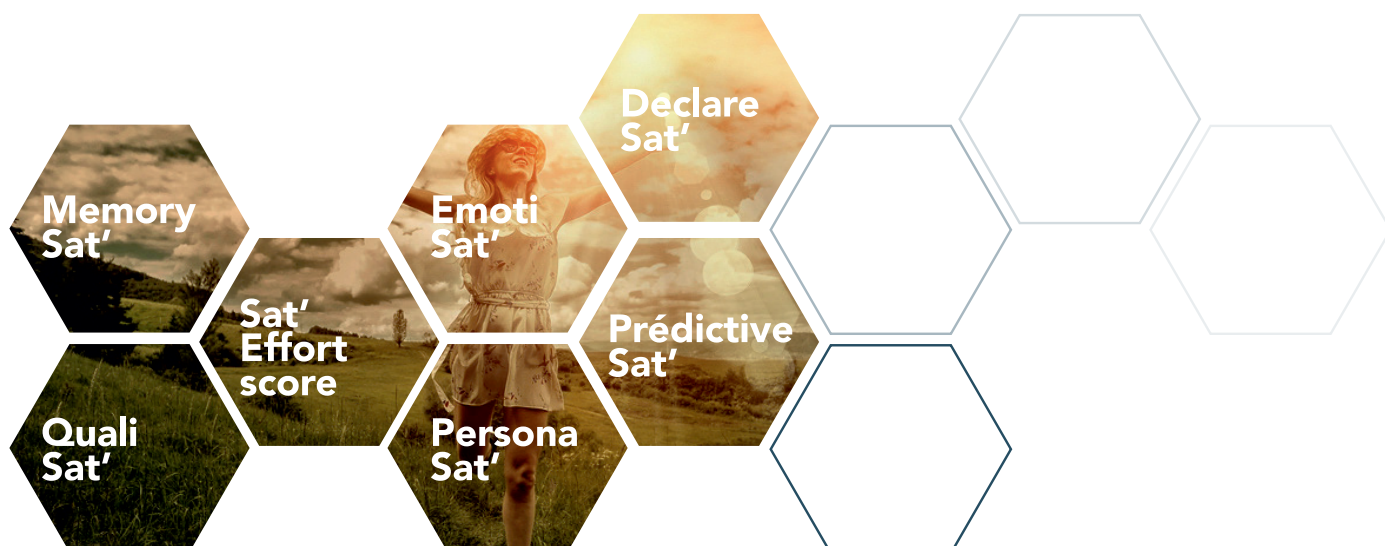 Memory
Sat’
Quali
Sat’
Sat’
Effort
score
Emoti
Sat’
Persona
Sat’
Declare
Sat’
Prédictive
Sat’